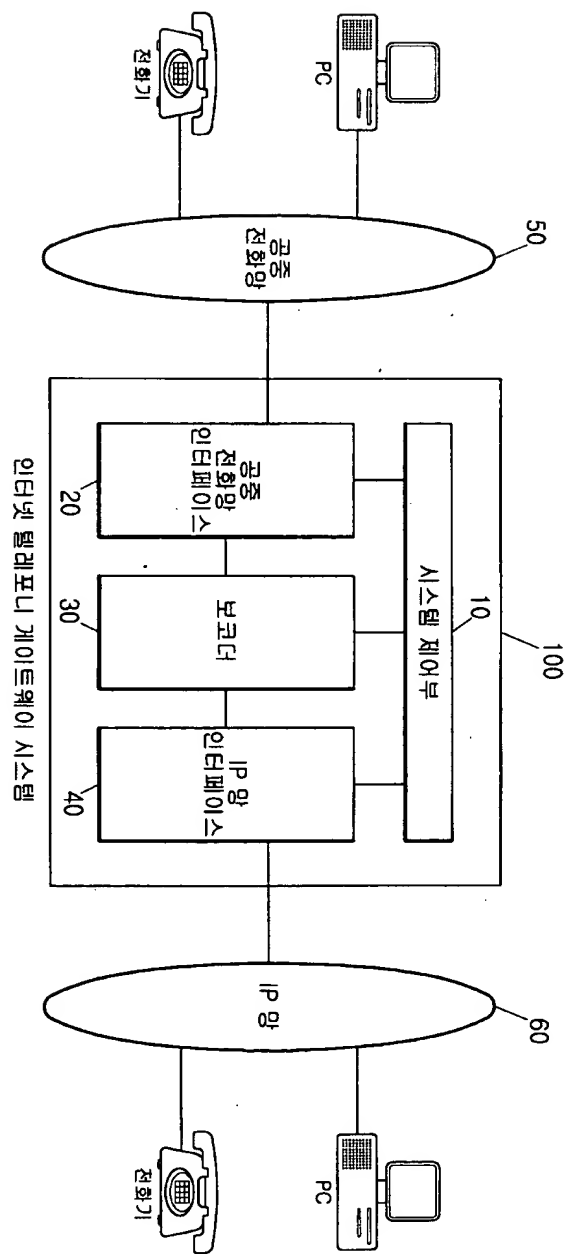 50
100
60
10
시스템 제어부
PC
PC
공중
전화망
공중
전화망
인터페이스
보코더
IP 망
인터페이스
IP 망
전화기
전화기
20
30
40
인터넷 텔레포니 게이트웨이 시스템